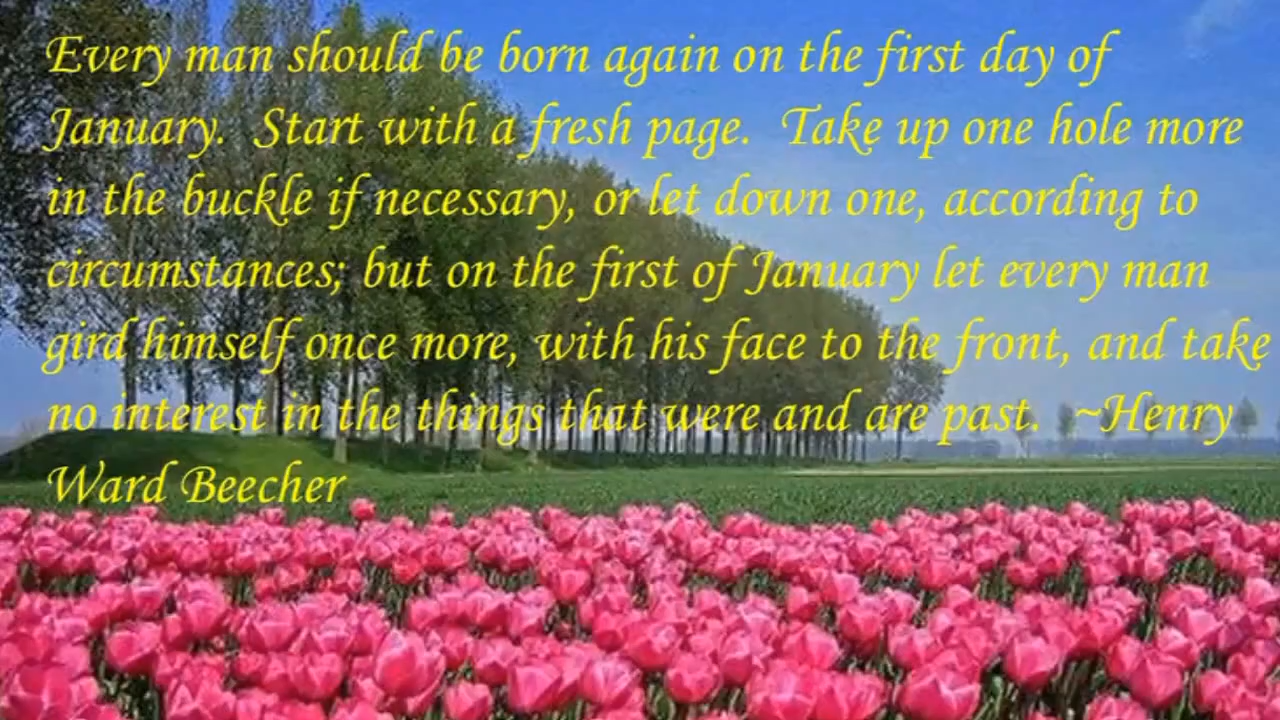 Every man should be born again on the first day of
January.  Start with a fresh page.  Take up one hole more
in the buckle if necessary, or let down one, according to
circumstances; but on the first of January let every man
gird himself once more, with his face to the front, and take
no interest in the things that were and are past.  ~Henry
Ward Beecher